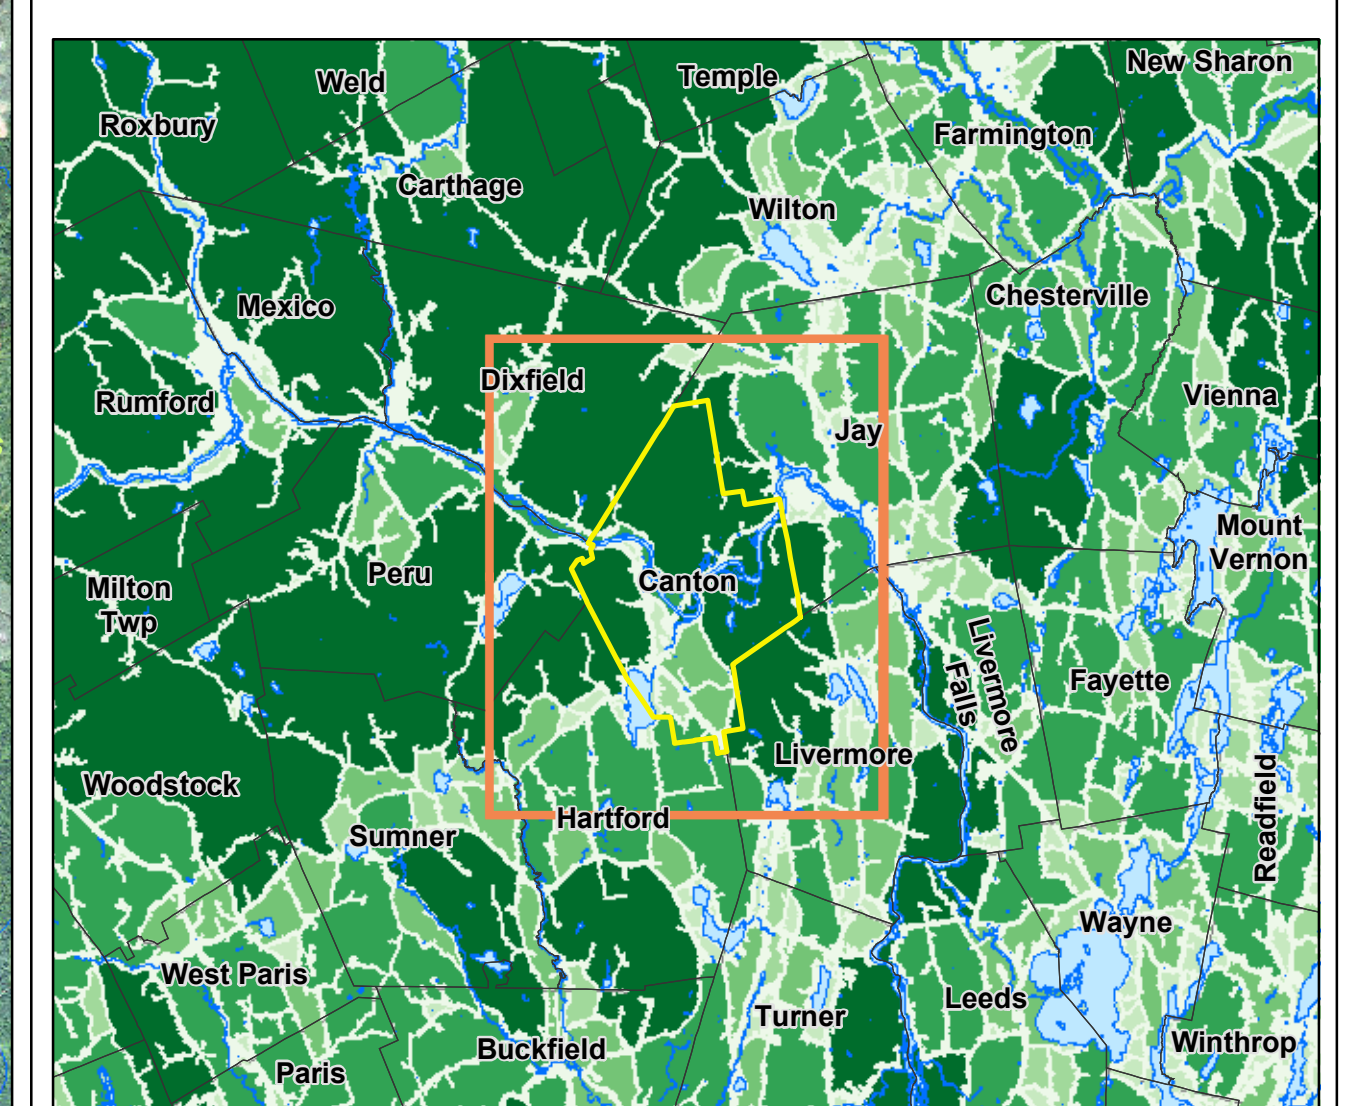 New Sharon
Temple
Weld
Roxbury
Farmington
Carthage
Wilton
Chesterville
Mexico
Dixfield
Vienna
Rumford
Jay
Mount
Vernon
Peru
Canton
Milton
Twp
Livermore
Falls
Fayette
Livermore
Woodstock
Readfield
Hartford
Sumner
Wayne
West Paris
Leeds
Turner
Winthrop
Buckfield
Paris